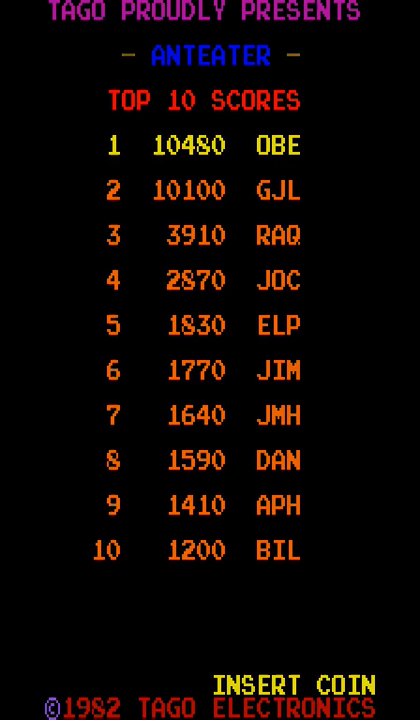 TAGO PROUDLY PRESENTS
- ANTEATER -
TOP 10 SCORES
1 10480 OBE
2 10100 GJL
3 3910 RAQ
4 2870 JOC
5 1830 ELP
6 1770 JIM
7 1640 JMH
8 1590 DAN
9 1410 APH
10 1200 BIL
INSERT COIN
©1982 TAGO ELECTRONICS